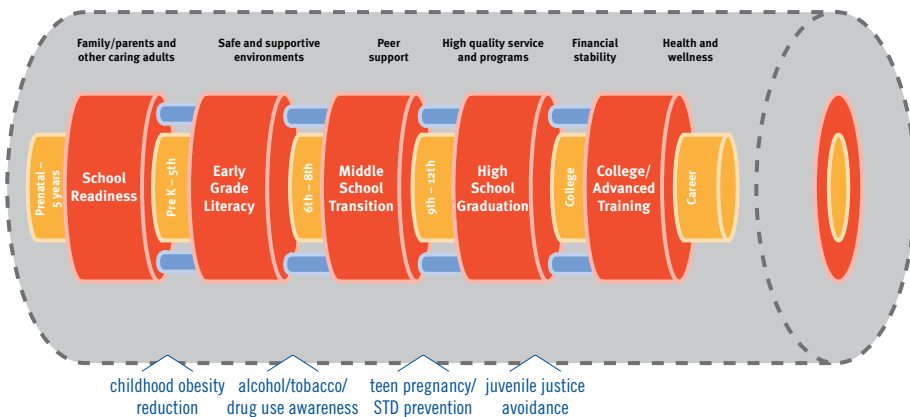 Family/parents and
other caring adults
Safe and supportive
environments
Peer
support
High quality service
and programs
Financial
stability
Health and
wellness
Prenatal –
5 years
School
Readiness
Pre K – 5th
Early
Grade
Literacy
6th – 8th
Middle
School
Transition
9th – 12th
High
School
Graduation
College
College/
Advanced
Training
Career
childhood obesity
reduction
alcohol/tobacco/
drug use awareness
teen pregnancy/
STD prevention
juvenile justice
avoidance